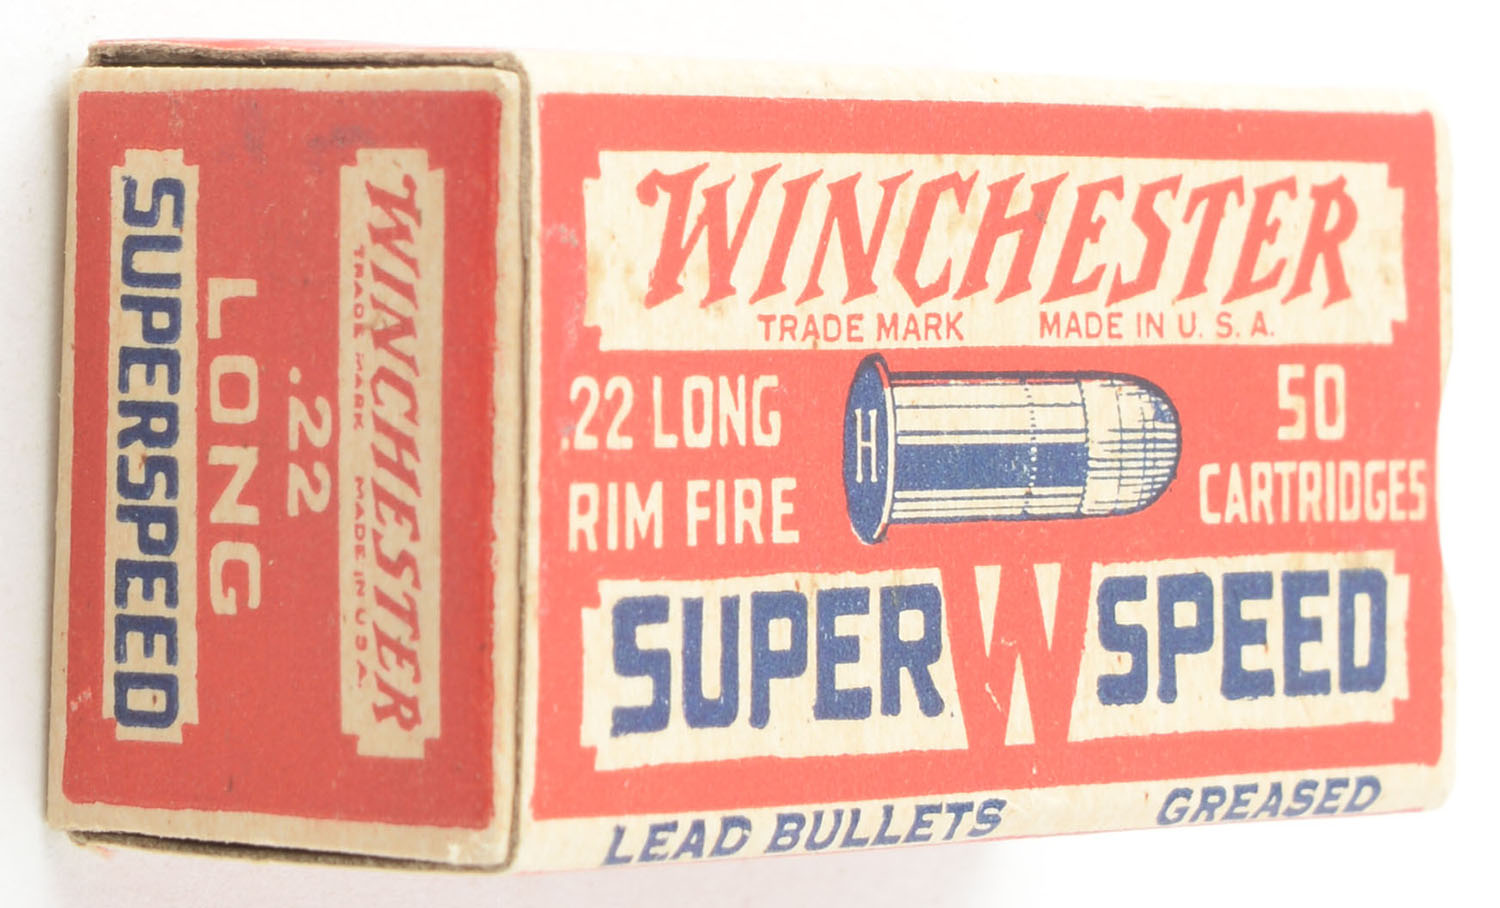 WINCHESTER
TRADE MARK MADE IN U.S.A.
.22
LONG
SUPERSPEED
WINCHESTER
TRADE MARK MADE IN U. S. A.
.22 LONG
RIM FIRE
H
50
CARTRIDGES
SUPER W SPEED
LEAD BULLETS GREASED